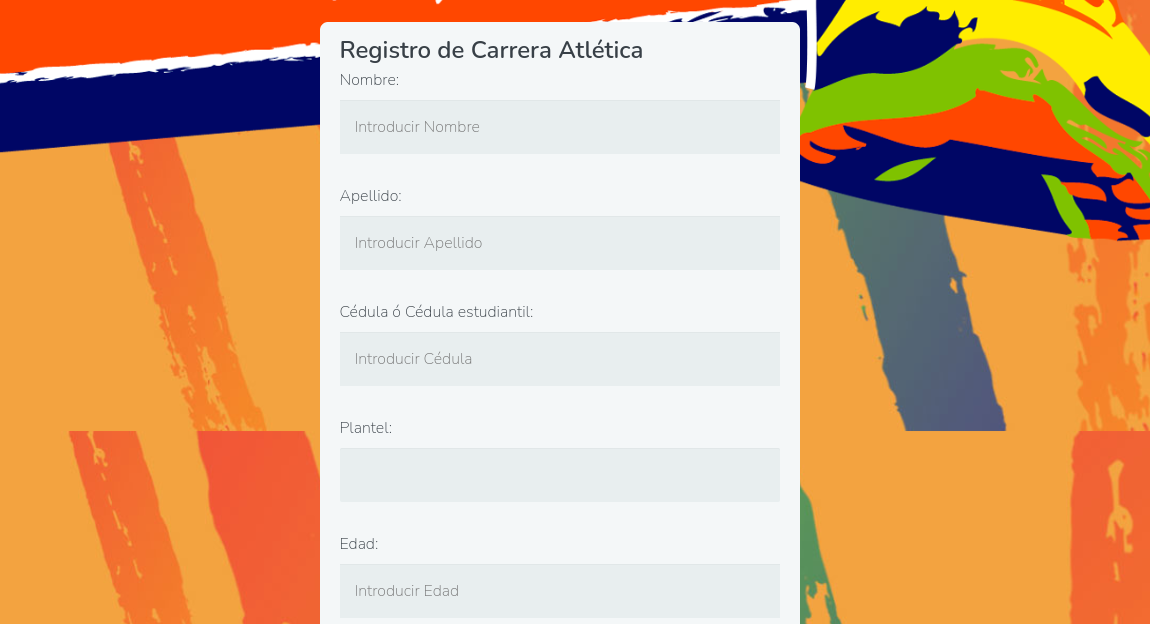 Registro de Carrera Atlética
Nombre:
Introducir Nombre
Apellido:
Introducir Apellido
Cédula ó Cédula estudiantil:
Introducir Cédula
Plantel:
Edad:
Introducir Edad